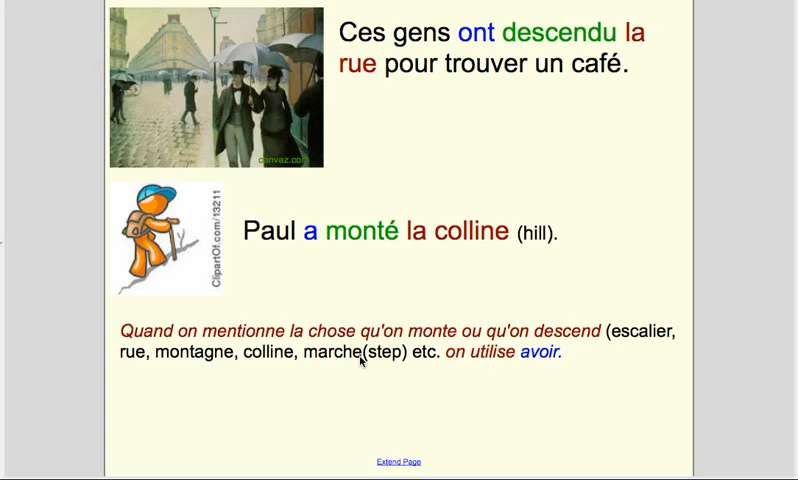 Ces gens ont descendu la
rue pour trouver un café.
canvaz.com
ClipartOf.com/13211
Paul a monté la colline (hill).
Quand on mentionne la chose qu'on monte ou qu'on descend (escalier,
rue, montagne, colline, marche(step) etc. on utilise avoir.
Extend Page